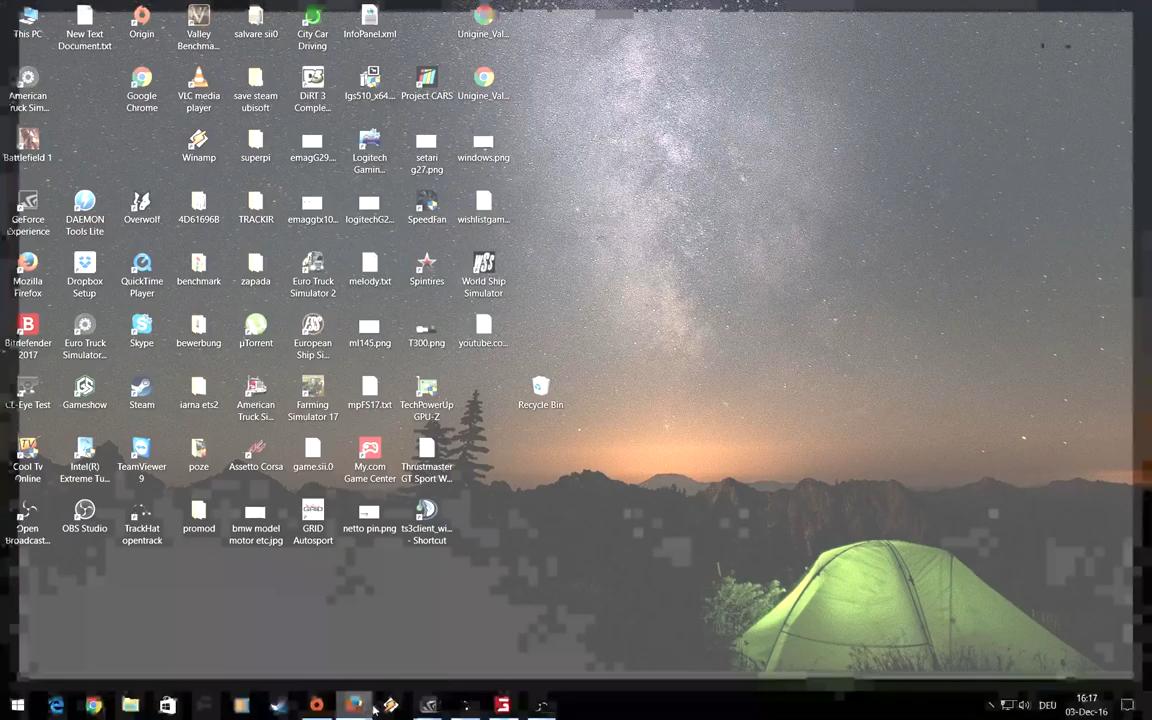 This PC
New Text
Document.txt
Origin
Valley
Benchma...
salvare sii0
City Car
Driving
InfoPanel.xml
Unigine_Val...
American
Truck Sim...
Google
Chrome
VLC media
player
save steam
ubisoft
DiRT 3
Comple...
lgs510_x64...
Project CARS
Unigine_Val...
Battlefield 1
Winamp
superpi
emagG29....
Logitech
Gamin...
setari
g27.png
windows.png
GeForce
Experience
DAEMON
Tools Lite
Overwolf
4D61696B
TRACKIR
emaggtx10...
logitechG2...
SpeedFan
wishlistgam...
Mozilla
Firefox
Dropbox
Setup
QuickTime
Player
benchmark
zapada
Euro Truck
Simulator 2
melody.txt
Spintires
World Ship
Simulator
Bitdefender
2017
Euro Truck
Simulator...
Skype
bewerbung
µTorrent
European
Ship Si...
ml145.png
T300.png
youtube.co...
Eye Test
Gameshow
Steam
iarna ets2
American
Truck Si...
Farming
Simulator 17
mpFS17.txt
TechPowerUp
GPU-Z
Recycle Bin
Cool Tv
Online
Intel(R)
Extreme Tu...
TeamViewer
9
poze
Assetto Corsa
game.sii.0
My.com
Game Center
Thrustmaster
GT Sport W...
Open
Broadcast...
OBS Studio
TrackHat
opentrack
promod
bmw model
motor etc.jpg
GRID
Autosport
netto pin.png
ts3client_wi...
- Shortcut
DEU
16:17
03-Dec-16